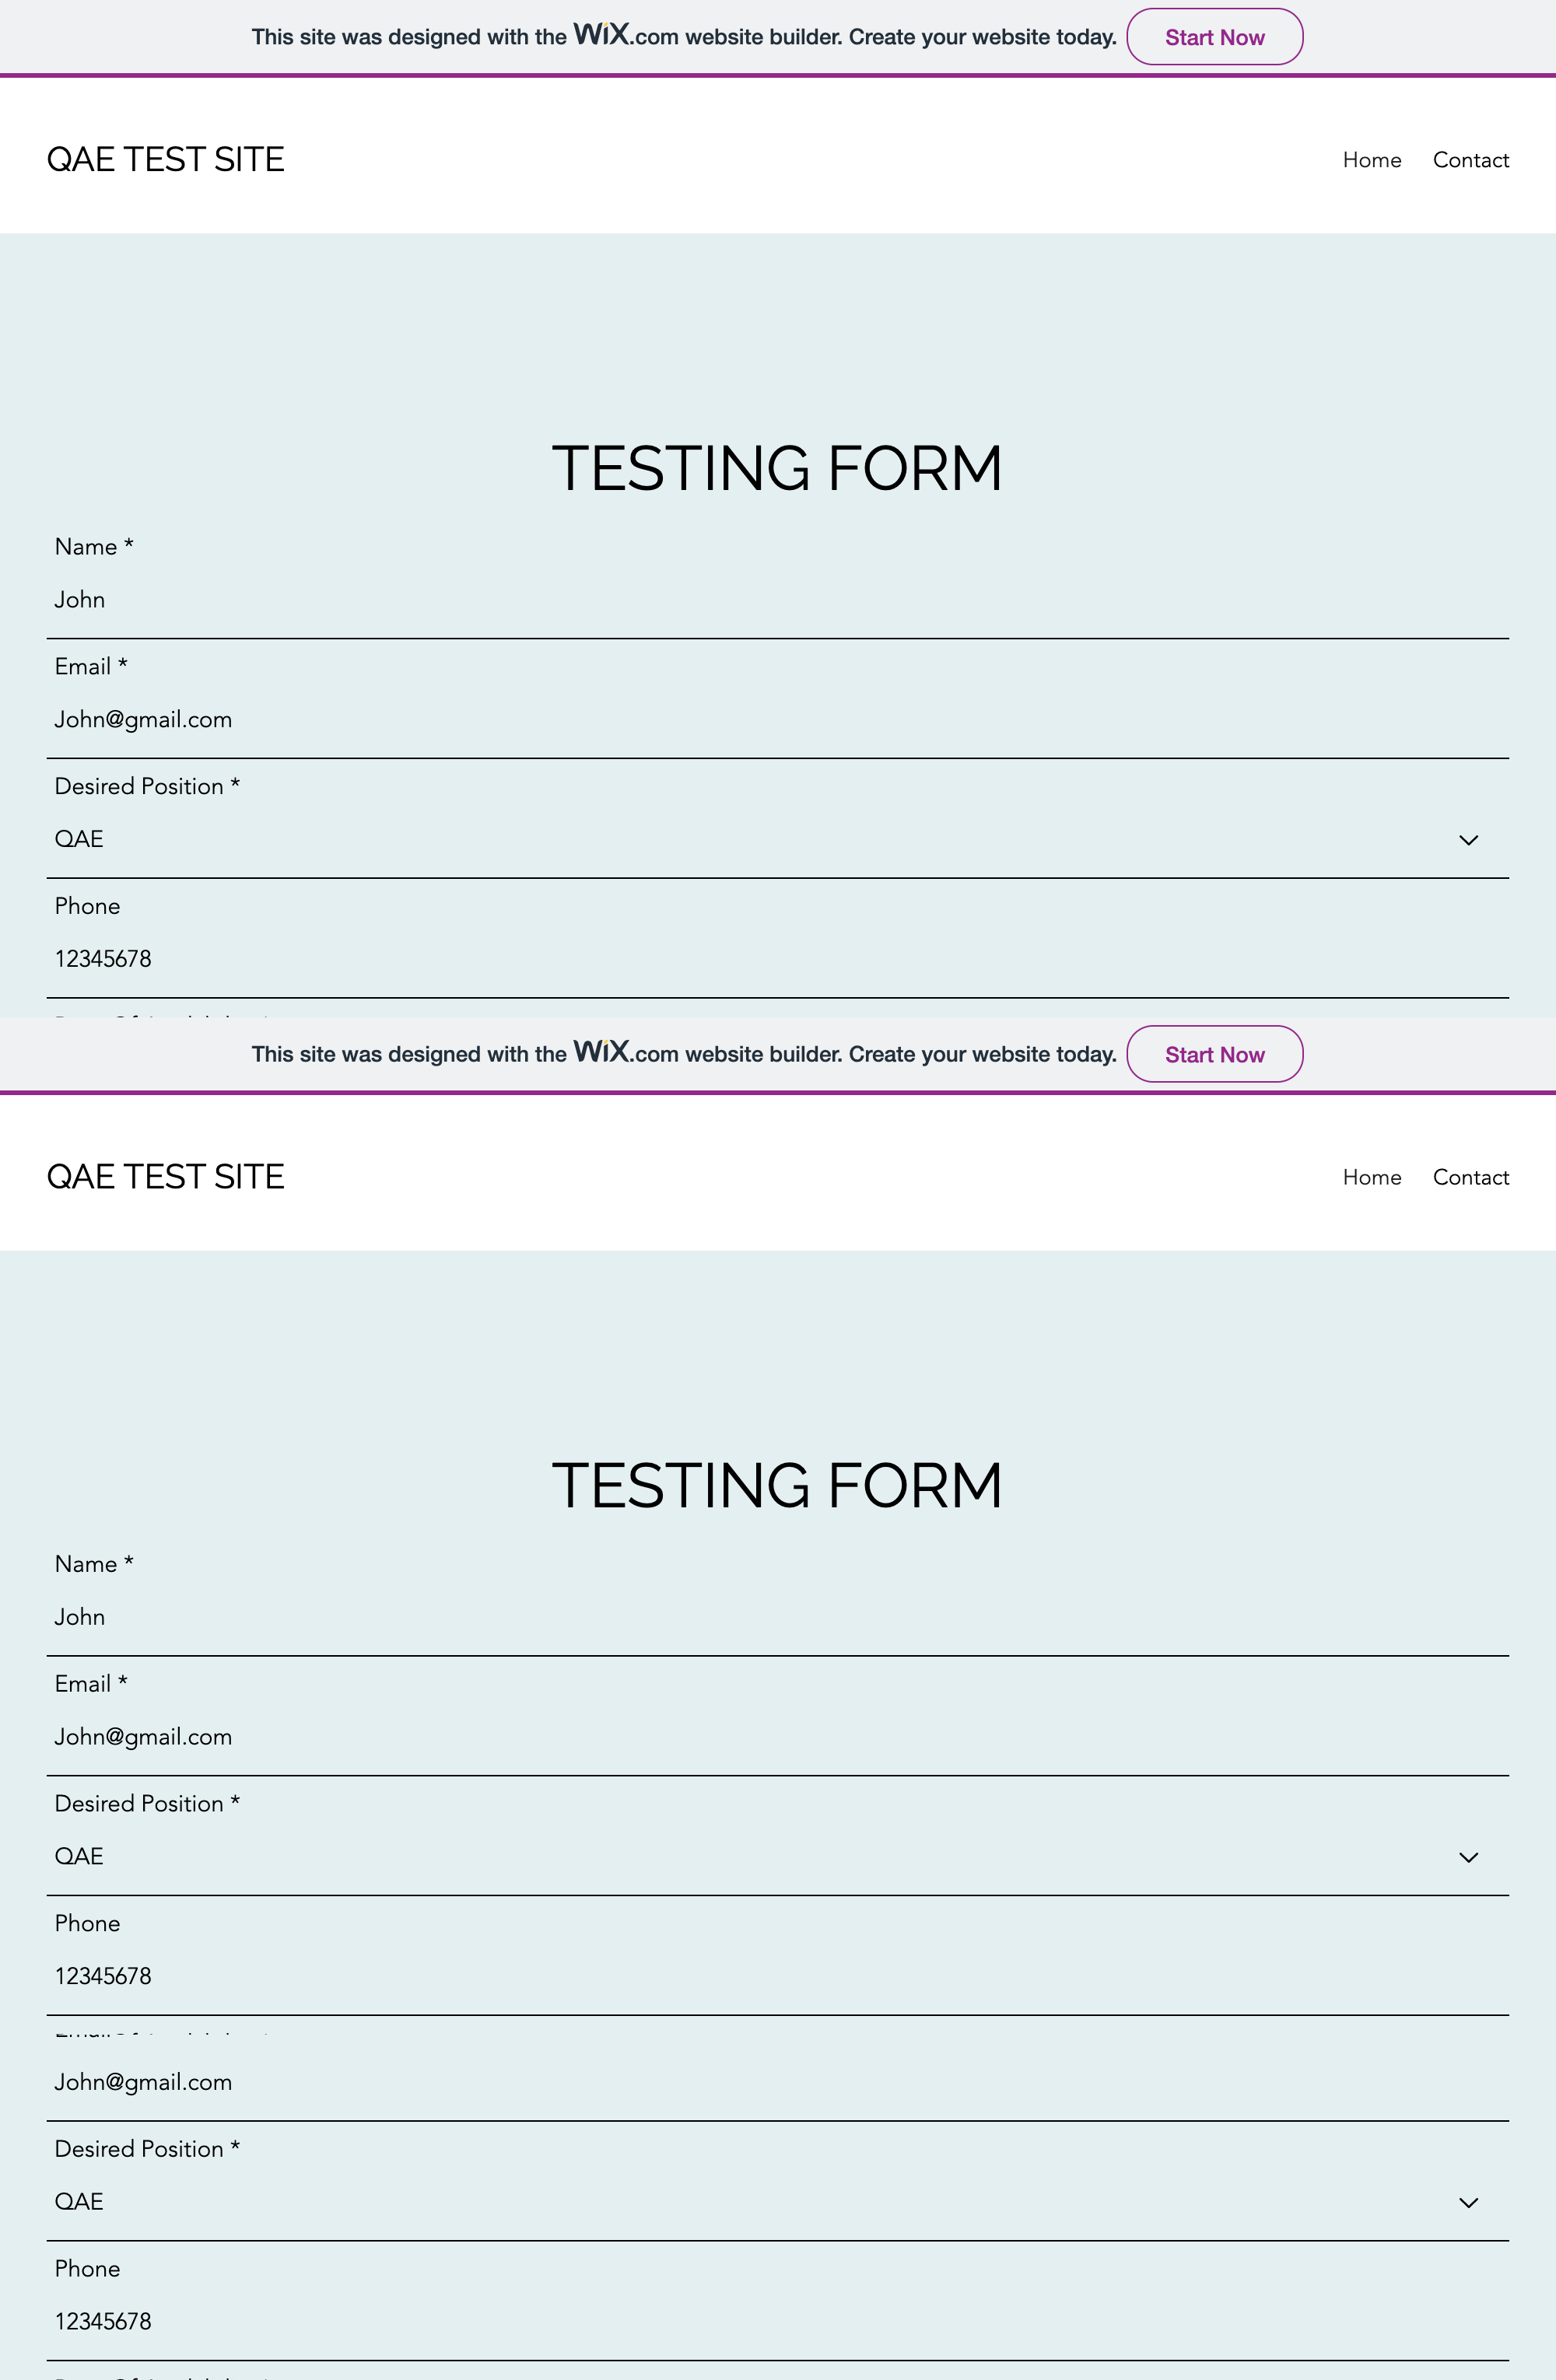 This site was designed with the WiX.com website builder. Create your website today. Start Now
QAE TEST SITE
Home Contact
TESTING FORM
Name *
John
Email *
John@gmail.com
Desired Position *
QAE
Phone
12345678
This site was designed with the WiX.com website builder. Create your website today. Start Now
QAE TEST SITE
Home Contact
TESTING FORM
Name *
John
Email *
John@gmail.com
Desired Position *
QAE
Phone
12345678
John@gmail.com
Desired Position *
QAE
Phone
12345678